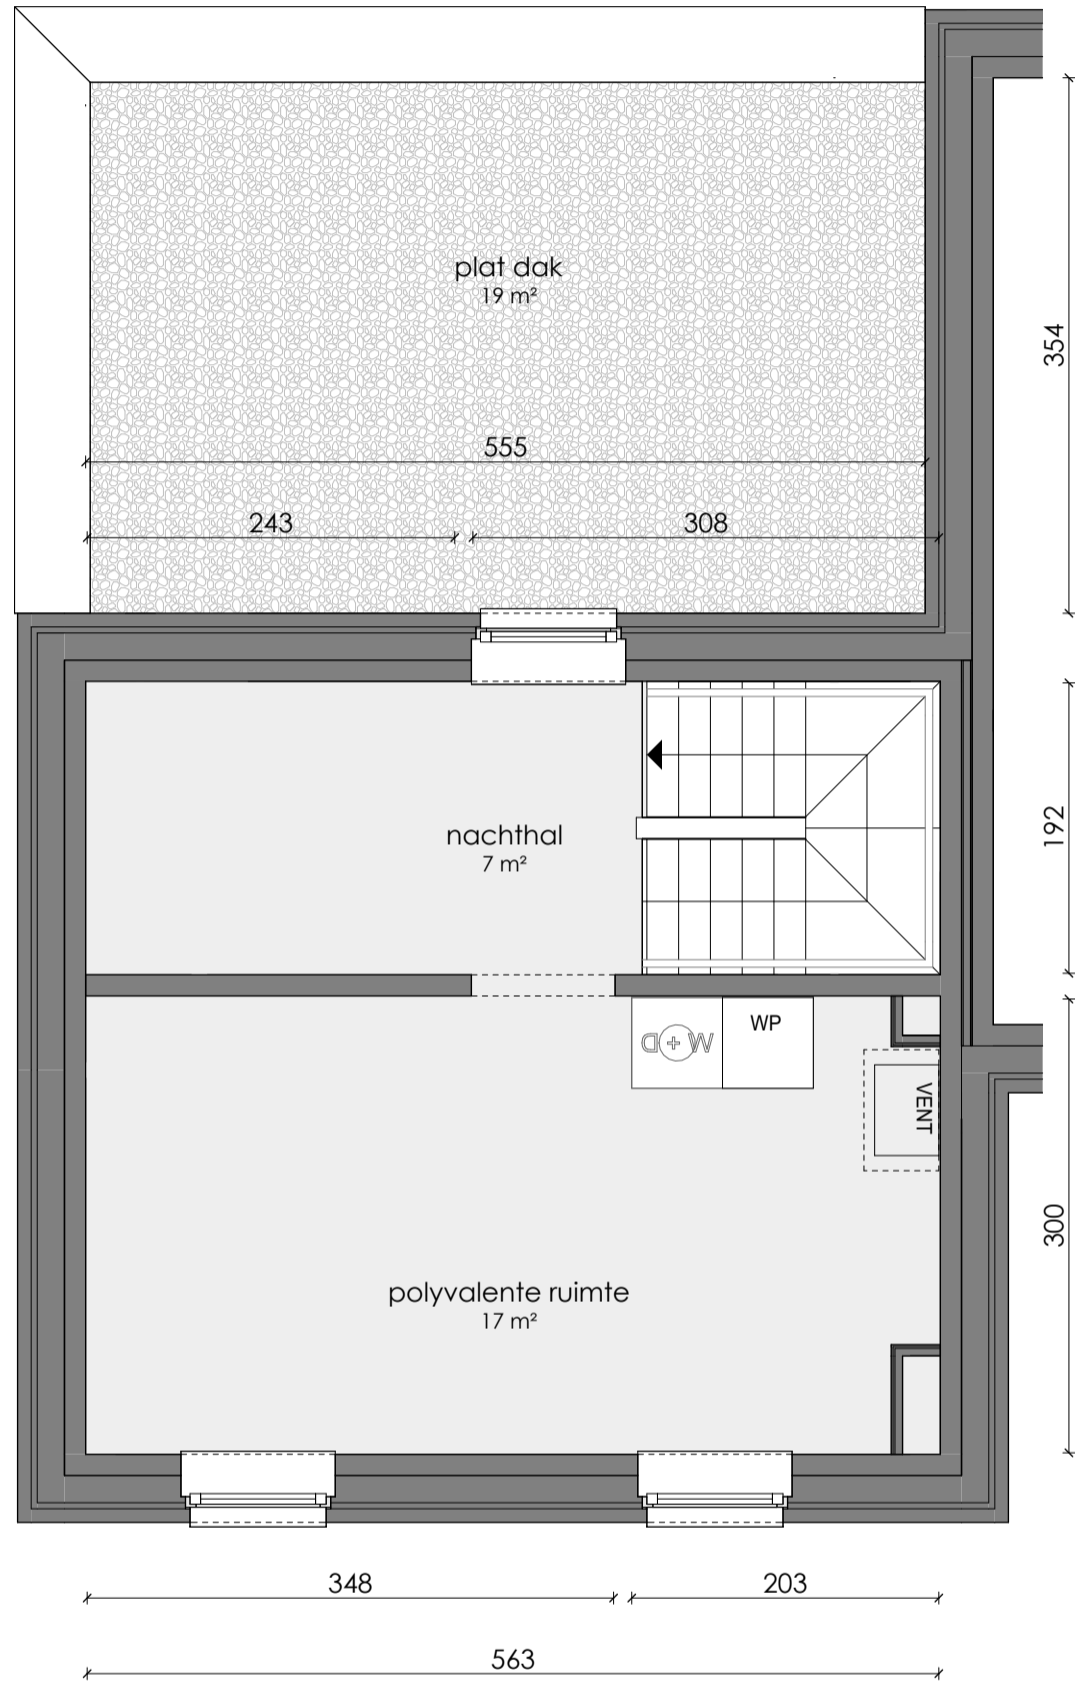 plat dak
19 m²
354
555
243
308
nachthal
7 m²
192
W+D
WP
VENT
300
polyvalente ruimte
17 m²
348
203
563